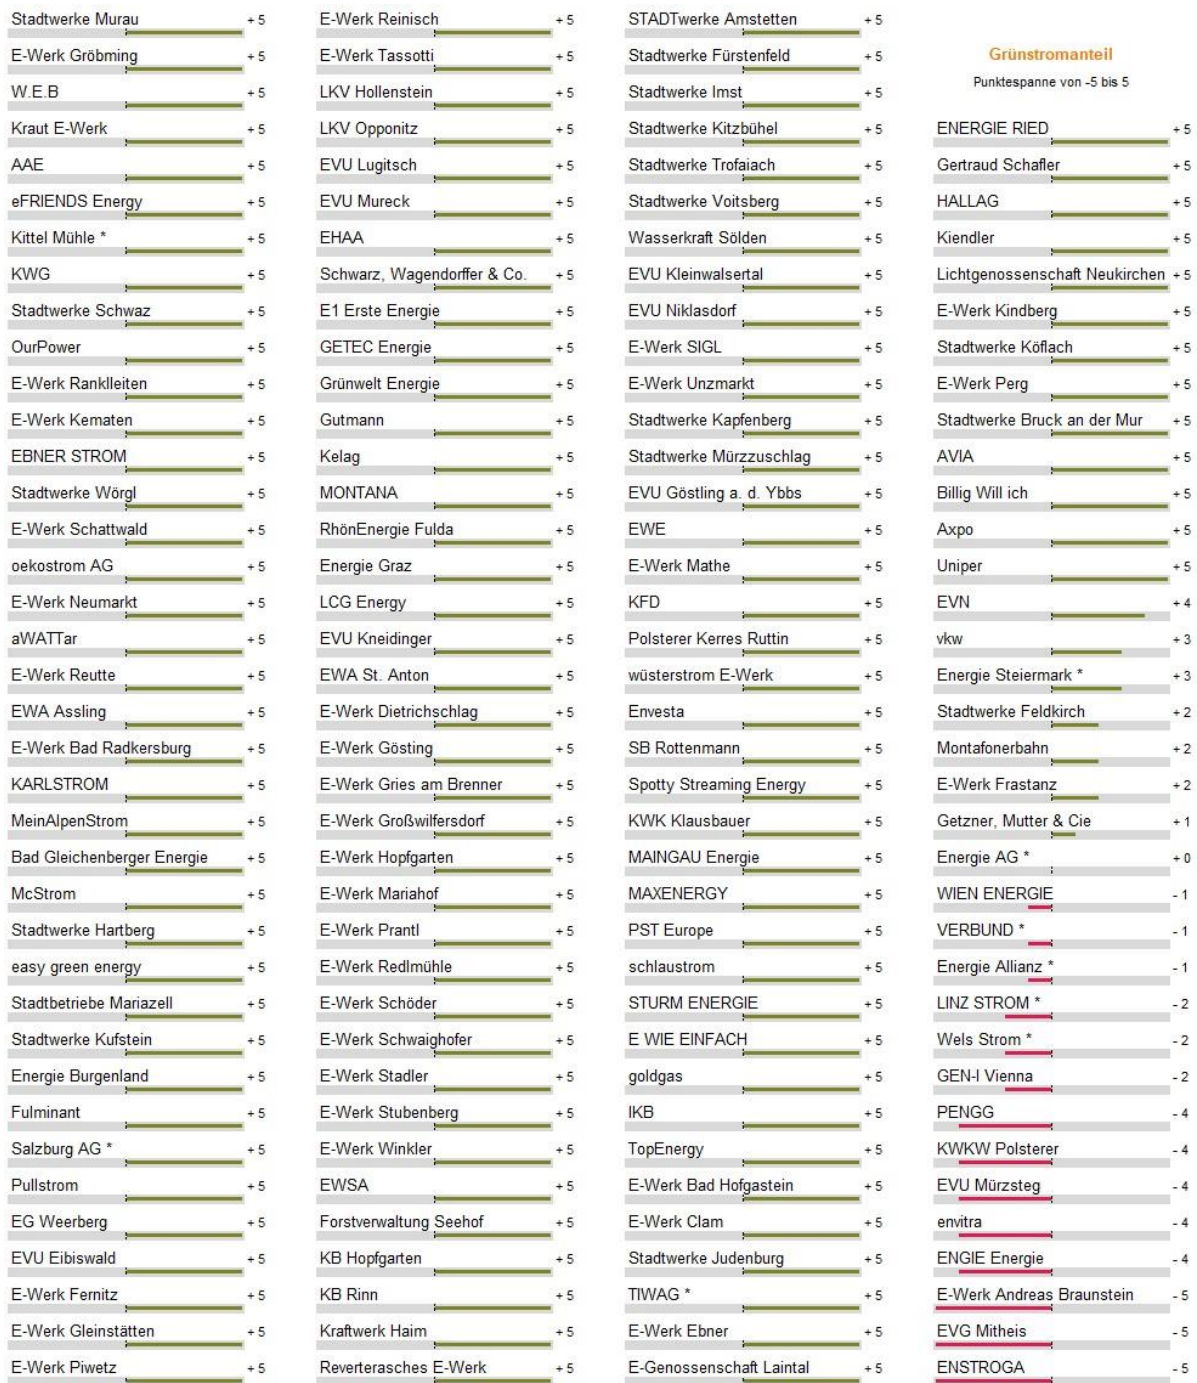 Stadtwerke Murau + 5
E-Werk Gröbming + 5
W.E.B + 5
Kraut E-Werk + 5
AAE + 5
eFRIENDS Energy + 5
Kittel Mühle * + 5
KWG + 5
Stadtwerke Schwaz + 5
OurPower + 5
E-Werk Ranklleiten + 5
E-Werk Kematen + 5
EBNER STROM + 5
Stadtwerke Wörgl + 5
E-Werk Schattwald + 5
oekostrom AG + 5
E-Werk Neumarkt + 5
aWATTar + 5
E-Werk Reutte + 5
EWA Assling + 5
E-Werk Bad Radkersburg + 5
KARLSTROM + 5
MeinAlpenStrom + 5
Bad Gleichenberger Energie + 5
McStrom + 5
Stadtwerke Hartberg + 5
easy green energy + 5
Stadtbetriebe Mariazell + 5
Stadtwerke Kufstein + 5
Energie Burgenland + 5
Fulminant + 5
Salzburg AG * + 5
Pullstrom + 5
EG Weerberg + 5
EVU Eibiswald + 5
E-Werk Fernitz + 5
E-Werk Gleinstätten + 5
E-Werk Piwetz + 5
E-Werk Reinisch + 5
E-Werk Tassotti + 5
LKV Hollenstein + 5
LKV Opponitz + 5
EVU Lugitsch + 5
EVU Mureck + 5
EHAA + 5
Schwarz, Wagendorffer & Co. + 5
E1 Erste Energie + 5
GETEC Energie + 5
Grünwelt Energie + 5
Gutmann + 5
Kelag + 5
MONTANA + 5
RhönEnergie Fulda + 5
Energie Graz + 5
LCG Energy + 5
EVU Kneidinger + 5
EWA St. Anton + 5
E-Werk Dietrichschlag + 5
E-Werk Gösting + 5
E-Werk Gries am Brenner + 5
E-Werk Großwilfersdorf + 5
E-Werk Hopfgarten + 5
E-Werk Mariahof + 5
E-Werk Prantl + 5
E-Werk Redlmühle + 5
E-Werk Schöder + 5
E-Werk Schwaighofer + 5
E-Werk Stadler + 5
E-Werk Stubenberg + 5
E-Werk Winkler + 5
EWSA + 5
Forstverwaltung Seehof + 5
KB Hopfgarten + 5
KB Rinn + 5
Kraftwerk Haim + 5
Reverterasches E-Werk + 5
STADTwerke Amstetten + 5
Stadtwerke Fürstenfeld + 5
Stadtwerke Imst + 5
Stadtwerke Kitzbühel + 5
Stadtwerke Trofaiach + 5
Stadtwerke Voitsberg + 5
Wasserkraft Sölden + 5
EVU Kleinwalsertal + 5
EVU Niklasdorf + 5
E-Werk SIGL + 5
E-Werk Unzmarkt + 5
Stadtwerke Kapfenberg + 5
Stadtwerke Mürzzuschlag + 5
EVU Göstling a. d. Ybbs + 5
EWE + 5
E-Werk Mathe + 5
KFD + 5
Polsterer Kerres Ruttin + 5
wüsterstrom E-Werk + 5
Envesta + 5
SB Rottenmann + 5
Spotty Streaming Energy + 5
KWK Klausbauer + 5
MAINGAU Energie + 5
MAXENERGY + 5
PST Europe + 5
schlaustrom + 5
STURM ENERGIE + 5
E WIE EINFACH + 5
goldgas + 5
IKB + 5
TopEnergy + 5
E-Werk Bad Hofgastein + 5
E-Werk Clam + 5
Stadtwerke Judenburg + 5
TIWAG * + 5
E-Werk Ebner + 5
E-Genossenschaft Laintal + 5
Grünstromanteil
Punktespanne von -5 bis 5
ENERGIE RIED + 5
Gertraud Schafler + 5
HALLAG + 5
Kiendler + 5
Lichtgenossenschaft Neukirchen + 5
E-Werk Kindberg + 5
Stadtwerke Köflach + 5
E-Werk Perg + 5
Stadtwerke Bruck an der Mur + 5
AVIA + 5
Billig Will ich + 5
Axpo + 5
Uniper + 5
EVN + 4
vkw + 3
Energie Steiermark * + 3
Stadtwerke Feldkirch + 2
Montafonerbahn + 2
E-Werk Frastanz + 2
Getzner, Mutter & Cie + 1
Energie AG * + 0
WIEN ENERGIE - 1
VERBUND * - 1
Energie Allianz * - 1
LINZ STROM * - 2
Wels Strom * - 2
GEN-I Vienna - 2
PENGG - 4
KWKW Polsterer - 4
EVU Mürzsteg - 4
envitra - 4
ENGIE Energie - 4
E-Werk Andreas Braunstein - 5
EVG Mitheis - 5
ENSTROGA - 5